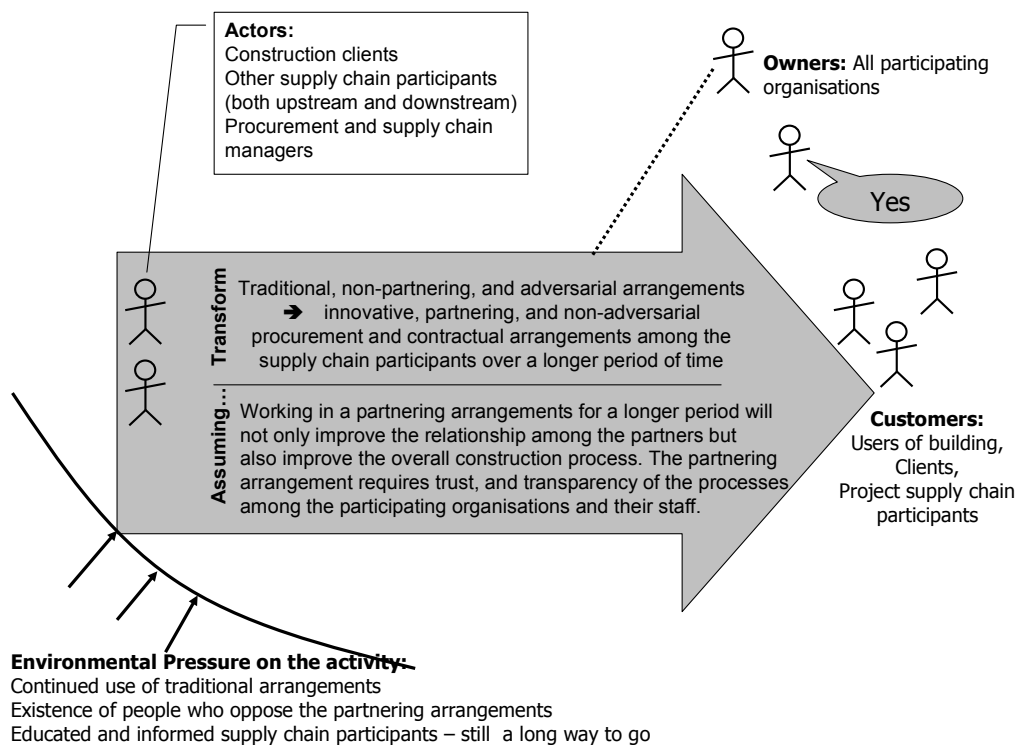 Actors:
Construction clients
Other supply chain participants
(both upstream and downstream)
Procurement and supply chain
managers
Owners: All participating
organisations
Yes
Transform
Traditional, non-partnering, and adversarial arrangements
➔ innovative, partnering, and non-adversarial
procurement and contractual arrangements among the
supply chain participants over a longer period of time
Assuming...
Working in a partnering arrangements for a longer period will
not only improve the relationship among the partners but
also improve the overall construction process. The partnering
arrangement requires trust, and transparency of the processes
among the participating organisations and their staff.
Customers:
Users of building,
Clients,
Project supply chain
participants
Environmental Pressure on the activity:
Continued use of traditional arrangements
Existence of people who oppose the partnering arrangements
Educated and informed supply chain participants – still a long way to go